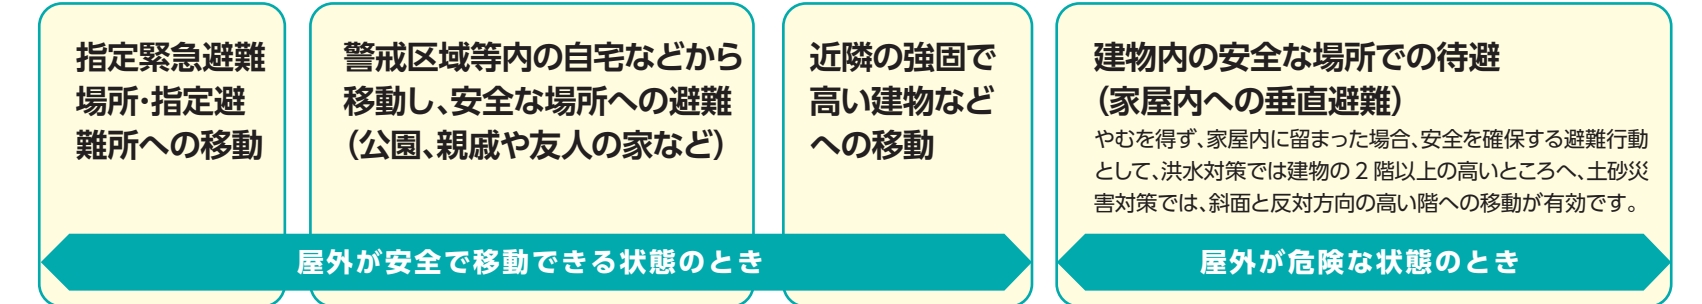 指定緊急避難
場所・指定避
難所への移動
警戒区域等内の自宅などから
移動し、安全な場所への避難
（公園、親戚や友人の家など）
近隣の強固で
高い建物など
への移動
屋外が安全で移動できる状態のとき
建物内の安全な場所での待避
（家屋内への垂直避難）
やむを得ず、家屋内に留まった場合、安全を確保する避難行動
として、洪水対策では建物の2階以上の高いところへ、土砂災
害対策では、斜面と反対方向の高い階への移動が有効です。
屋外が危険な状態のとき